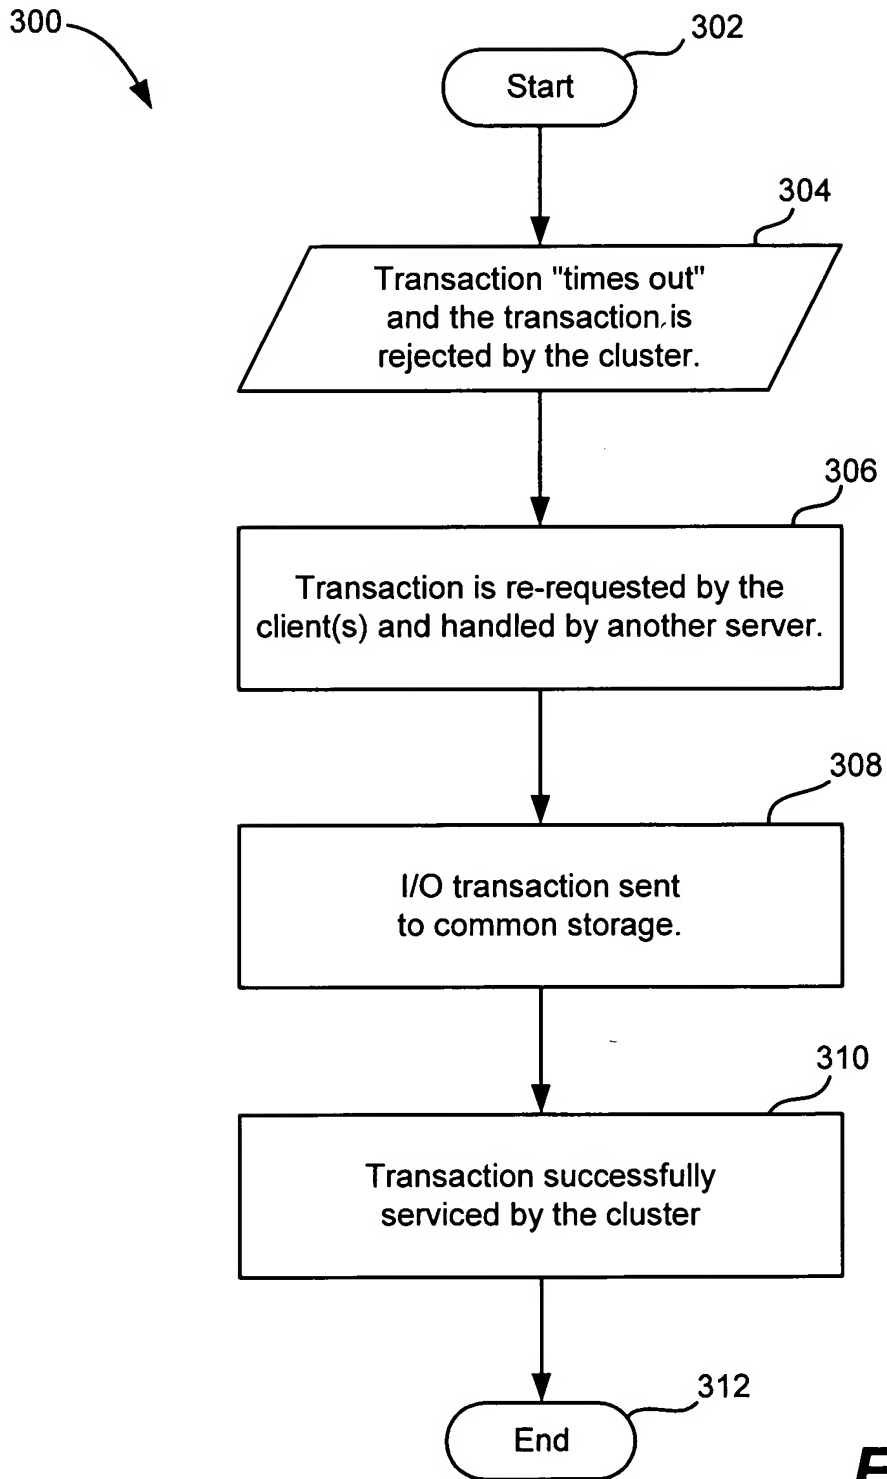 300
302
Start
304
Transaction "times out"
and the transaction is
rejected by the cluster.
306
Transaction is re-requested by the
client(s) and handled by another server.
308
I/O transaction sent
to common storage.
310
Transaction successfully
serviced by the cluster
312
End